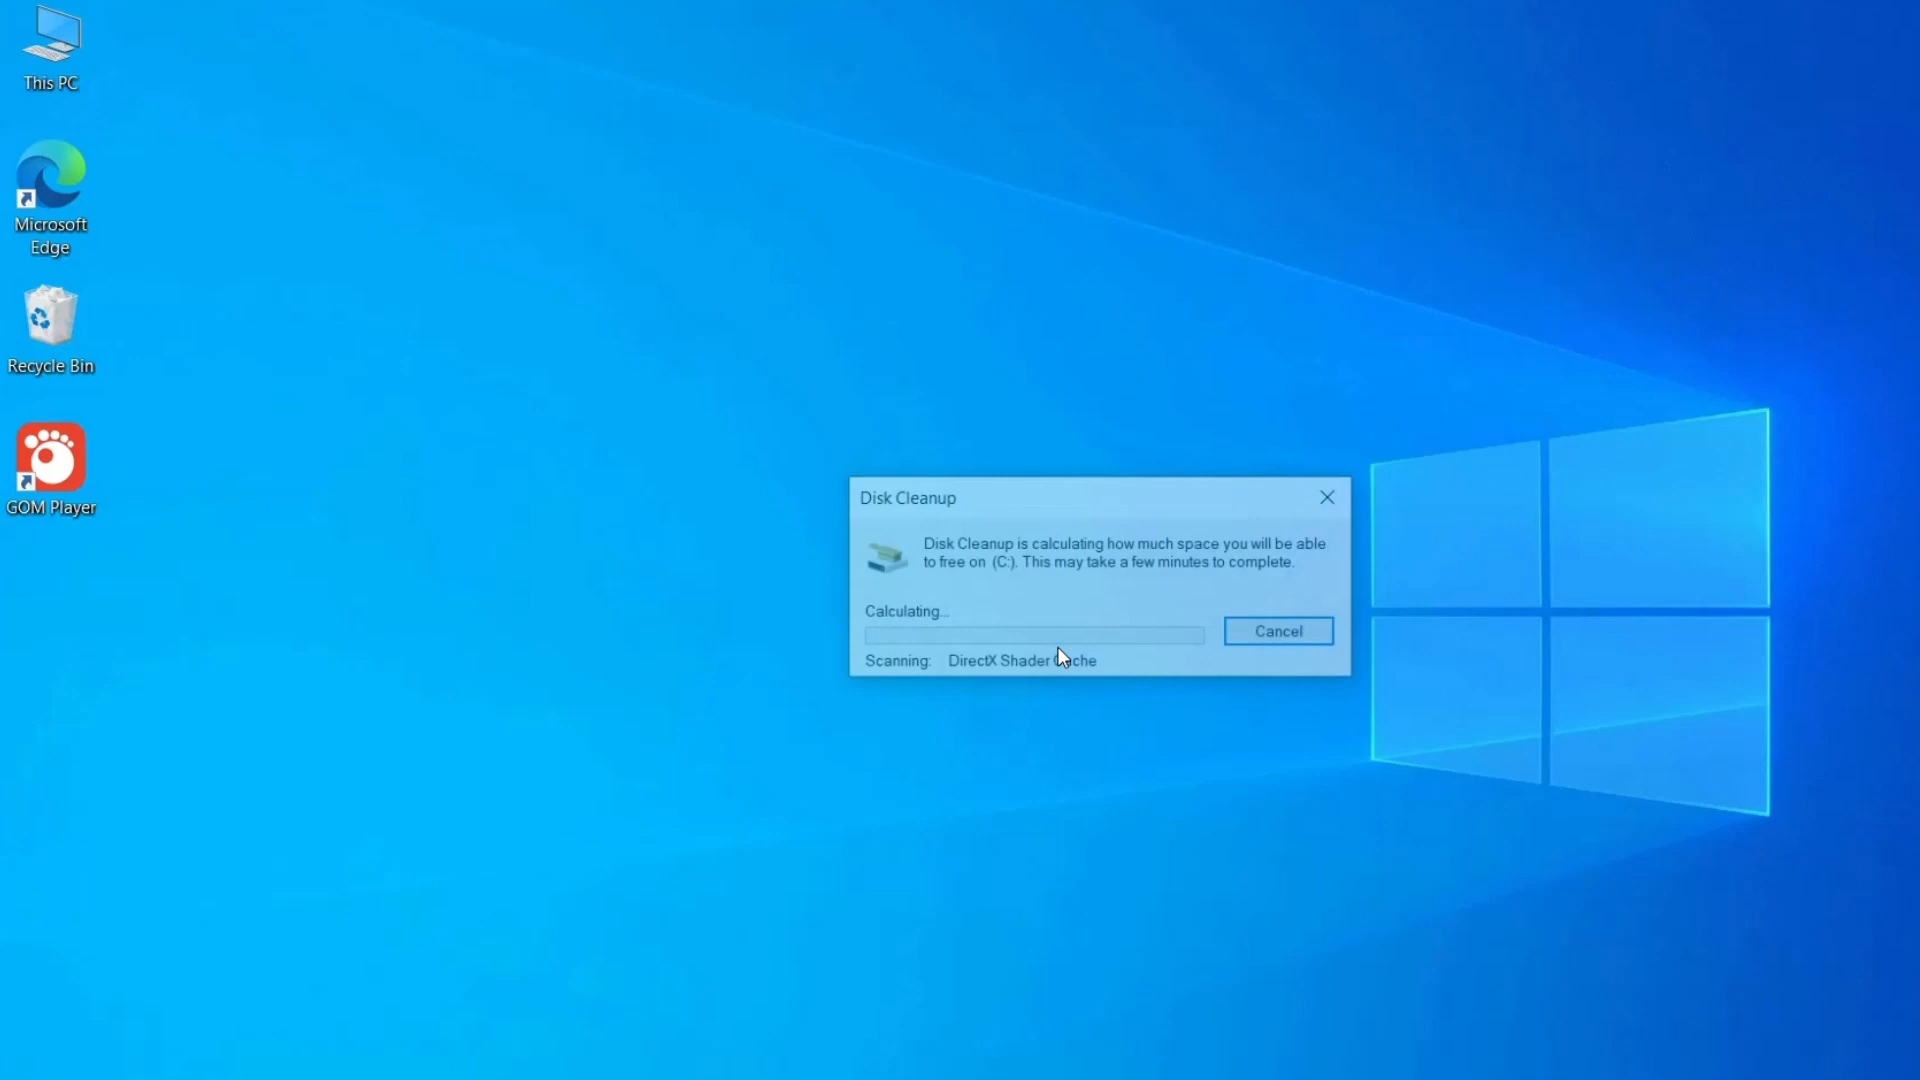 This PC
Microsoft
Edge
Recycle Bin
GOM Player
Disk Cleanup
Disk Cleanup is calculating how much space you will be able
to free on (C:). This may take a few minutes to complete.
Calculating...
Cancel
Scanning: DirectX Shader Cache